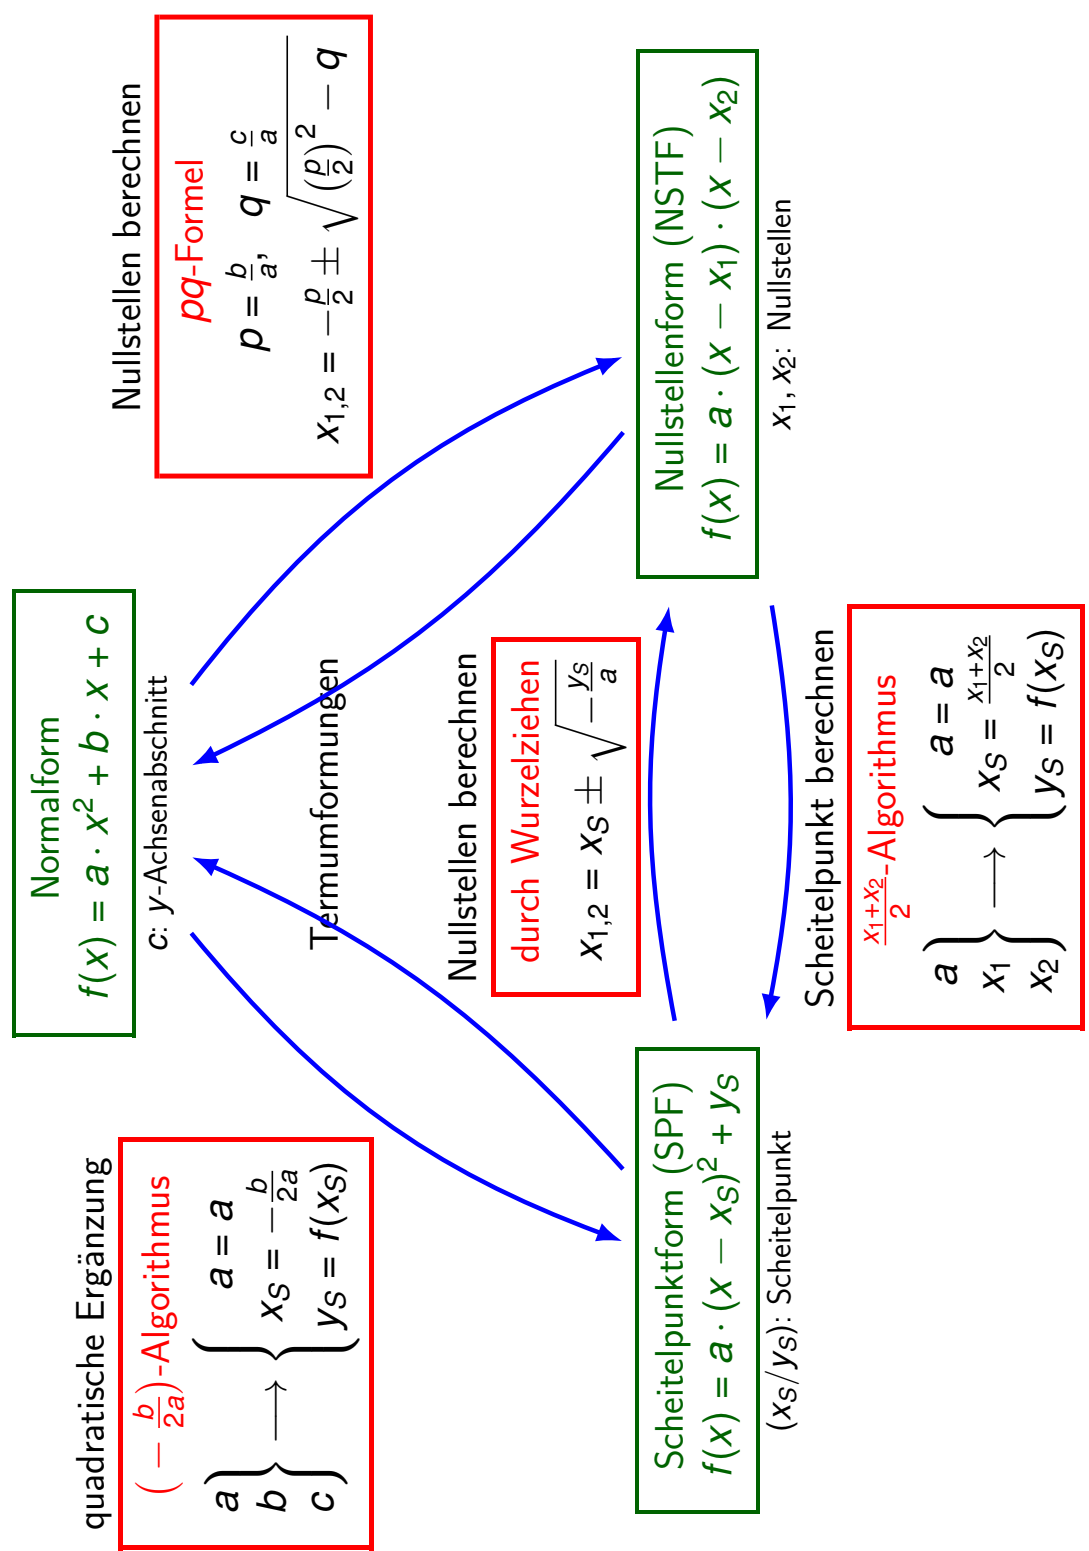 Normalform
f(x) = a · x² + b · x + c
c: y-Achsenabschnitt
quadratische Ergänzung
(− b/2a)-Algorithmus
a
b
c
} ⟶ {
a = a
x_S = −b/2a
y_S = f(x_S)
Nullstellen berechnen
pq-Formel
p = b/a, q = c/a
x_1,2 = −p/2 ± √((p/2)² − q)
Termumformungen
Nullstellen berechnen
durch Wurzelziehen
x_1,2 = x_S ± √(−y_S/a)
Scheitelpunktform (SPF)
f(x) = a · (x − x_S)² + y_S
(x_S/y_S): Scheitelpunkt
Nullstellenform (NSTF)
f(x) = a · (x − x₁) · (x − x₂)
x₁, x₂: Nullstellen
Scheitelpunkt berechnen
x₁+x₂/2-Algorithmus
a
x₁
x₂
} ⟶ {
a = a
x_S = x₁+x₂/2
y_S = f(x_S)